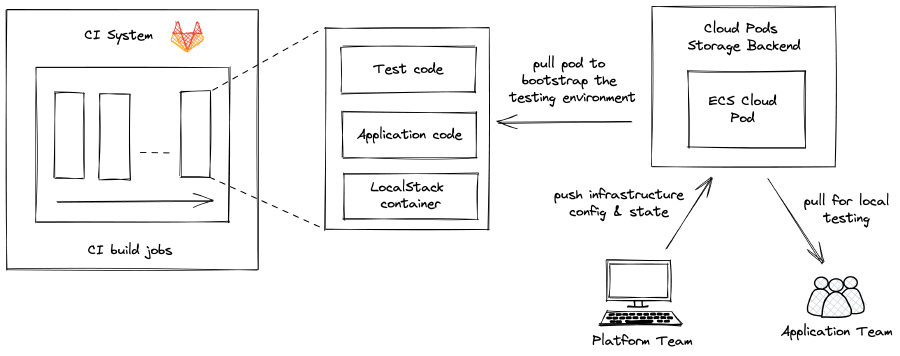 CI System
CI build jobs
Test code
Application code
LocalStack
container
pull pod to
bootstrap the
testing environment
Cloud Pods
Storage Backend
ECS Cloud
Pod
push infrastructure
config & state
pull for local
testing
Platform Team
Application Team